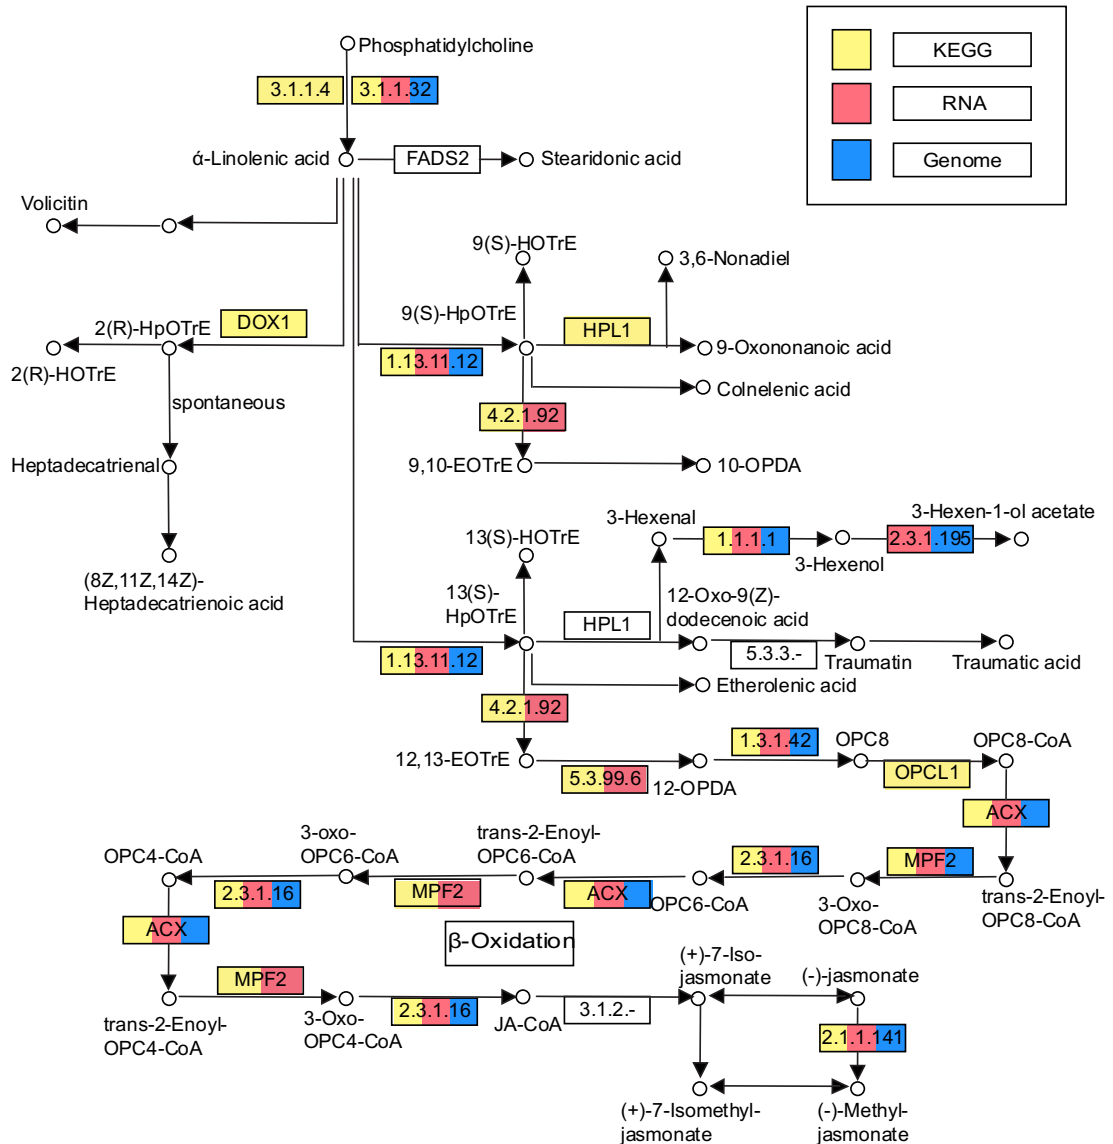 Phosphatidylcholine
3.1.1.4
3.1.1.32
KEGG
RNA
Genome
ά-Linolenic acid
FADS2
Stearidonic acid
Volicitin
9(S)-HOTrE
3,6-Nonadiel
9(S)-HpOTrE
DOX1
2(R)-HpOTrE
2(R)-HOTrE
HPL1
9-Oxononanoic acid
1.13.11.12
Colnelenic acid
spontaneous
4.2.1.92
Heptadecatrienal
9,10-EOTrE
10-OPDA
(8Z,11Z,14Z)-
Heptadecatrienoic acid
3-Hexenal
1.1.1.1
3-Hexenol
2.3.1.195
3-Hexen-1-ol acetate
13(S)-HOTrE
13(S)-
HpOTrE
12-Oxo-9(Z)-
dodecenoic acid
HPL1
5.3.3.-
Traumatin
Traumatic acid
1.13.11.12
Etherolenic acid
4.2.1.92
12,13-EOTrE
5.3.99.6
12-OPDA
1.3.1.42
OPC8
OPCL1
OPC8-CoA
ACX
OPC4-CoA
3-oxo-
OPC6-CoA
trans-2-Enoyl-
OPC6-CoA
2.3.1.16
MPF2
2.3.1.16
MPF2
ACX
OPC6-CoA
3-Oxo-
OPC8-CoA
trans-2-Enoyl-
OPC8-CoA
ACX
β-Oxidation
MPF2
trans-2-Enoyl-
OPC4-CoA
3-Oxo-
OPC4-CoA
2.3.1.16
JA-CoA
3.1.2.-
(+)-7-Iso-
jasmonate
(-)-jasmonate
2.1.1.141
(+)-7-Isomethyl-
jasmonate
(-)-Methyl-
jasmonate